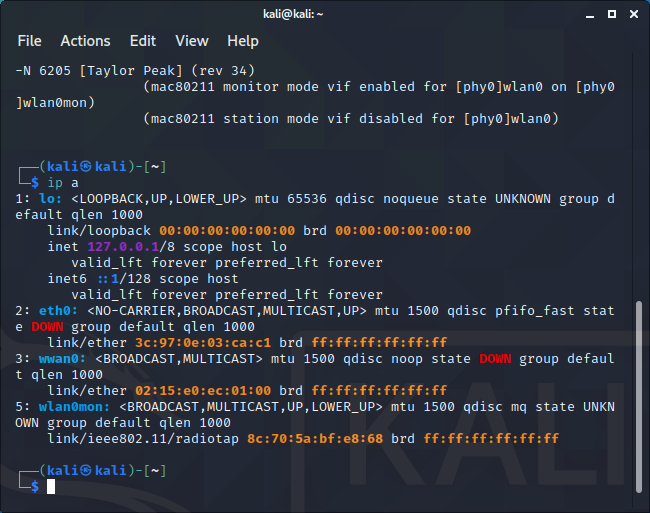 kali@kali: ~
File Actions Edit View Help
-N 6205 [Taylor Peak] (rev 34)
(mac80211 monitor mode vif enabled for [phy0]wlan0 on [phy0
]wlan0mon)
(mac80211 station mode vif disabled for [phy0]wlan0)
┌──(kali㉿kali)-[~]
└─$ ip a
1: lo: <LOOPBACK,UP,LOWER_UP> mtu 65536 qdisc noqueue state UNKNOWN group d
efault qlen 1000
link/loopback 00:00:00:00:00:00 brd 00:00:00:00:00:00
inet 127.0.0.1/8 scope host lo
valid_lft forever preferred_lft forever
inet6 ::1/128 scope host
valid_lft forever preferred_lft forever
2: eth0: <NO-CARRIER,BROADCAST,MULTICAST,UP> mtu 1500 qdisc pfifo_fast stat
e DOWN group default qlen 1000
link/ether 3c:97:0e:03:ca:c1 brd ff:ff:ff:ff:ff:ff
3: wwan0: <BROADCAST,MULTICAST> mtu 1500 qdisc noop state DOWN group defaul
t qlen 1000
link/ether 02:15:e0:ec:01:00 brd ff:ff:ff:ff:ff:ff
5: wlan0mon: <BROADCAST,MULTICAST,UP,LOWER_UP> mtu 1500 qdisc mq state UNKN
OWN group default qlen 1000
link/ieee802.11/radiotap 8c:70:5a:bf:e8:68 brd ff:ff:ff:ff:ff:ff
┌──(kali㉿kali)-[~]
└─$
KALI